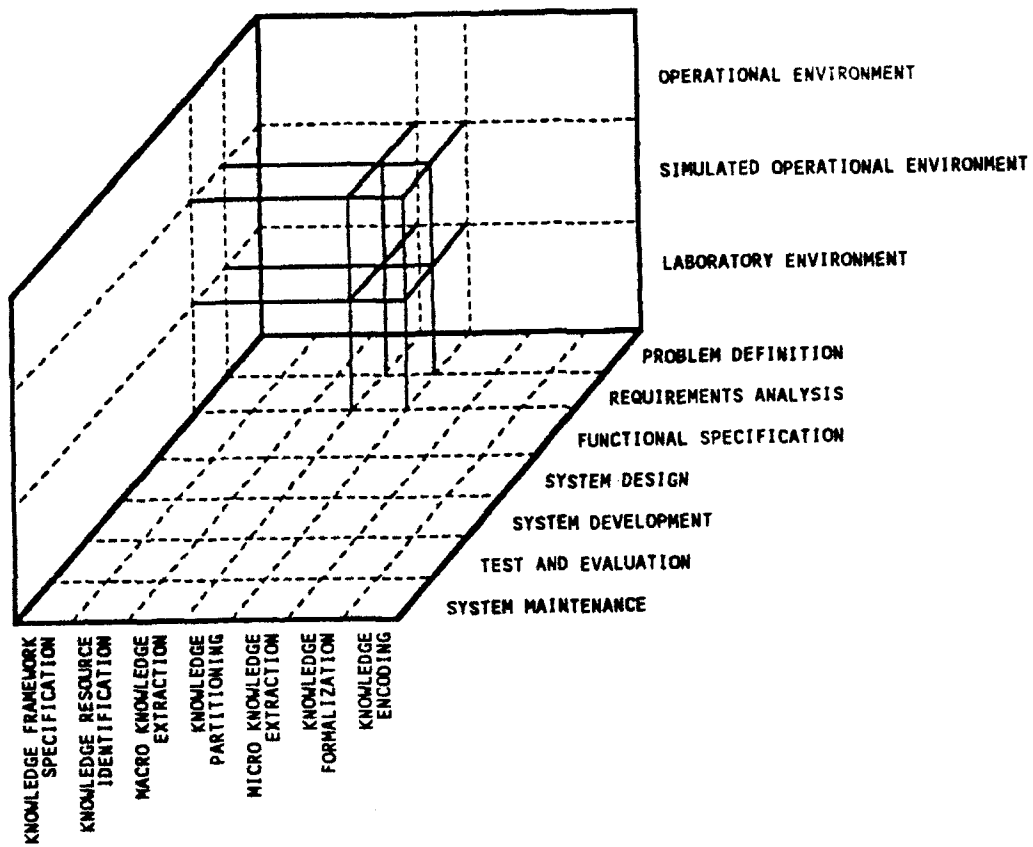 OPERATIONAL ENVIRONMENT
SIMULATED OPERATIONAL ENVIRONMENT
LABORATORY ENVIRONMENT
PROBLEM DEFINITION
REQUIREMENTS ANALYSIS
FUNCTIONAL SPECIFICATION
SYSTEM DESIGN
SYSTEM DEVELOPMENT
TEST AND EVALUATION
SYSTEM MAINTENANCE
KNOWLEDGE FRAMEWORK
SPECIFICATION
KNOWLEDGE RESOURCE
IDENTIFICATION
MACRO KNOWLEDGE
EXTRACTION
KNOWLEDGE
PARTITIONING
MICRO KNOWLEDGE
EXTRACTION
KNOWLEDGE
FORMALIZATION
KNOWLEDGE
ENCODING